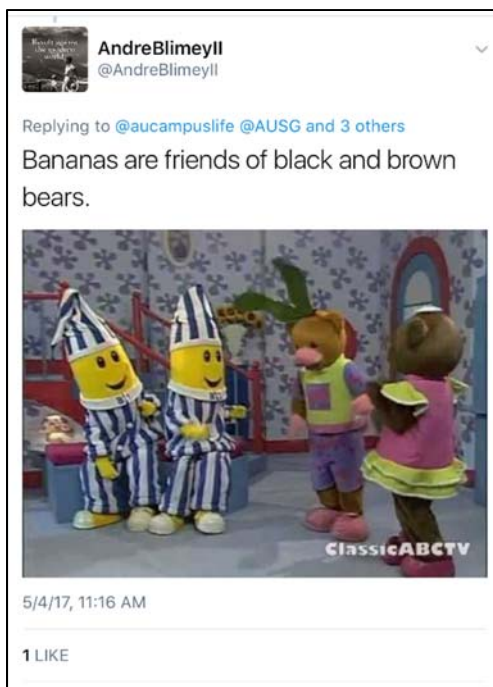 AndreBlimeyII
@AndreBlimeyII
Replying to @aucampuslife @AUSG and 3 others
Bananas are friends of black and brown
bears.
ClassicABCTV
5/4/17, 11:16 AM
1 LIKE